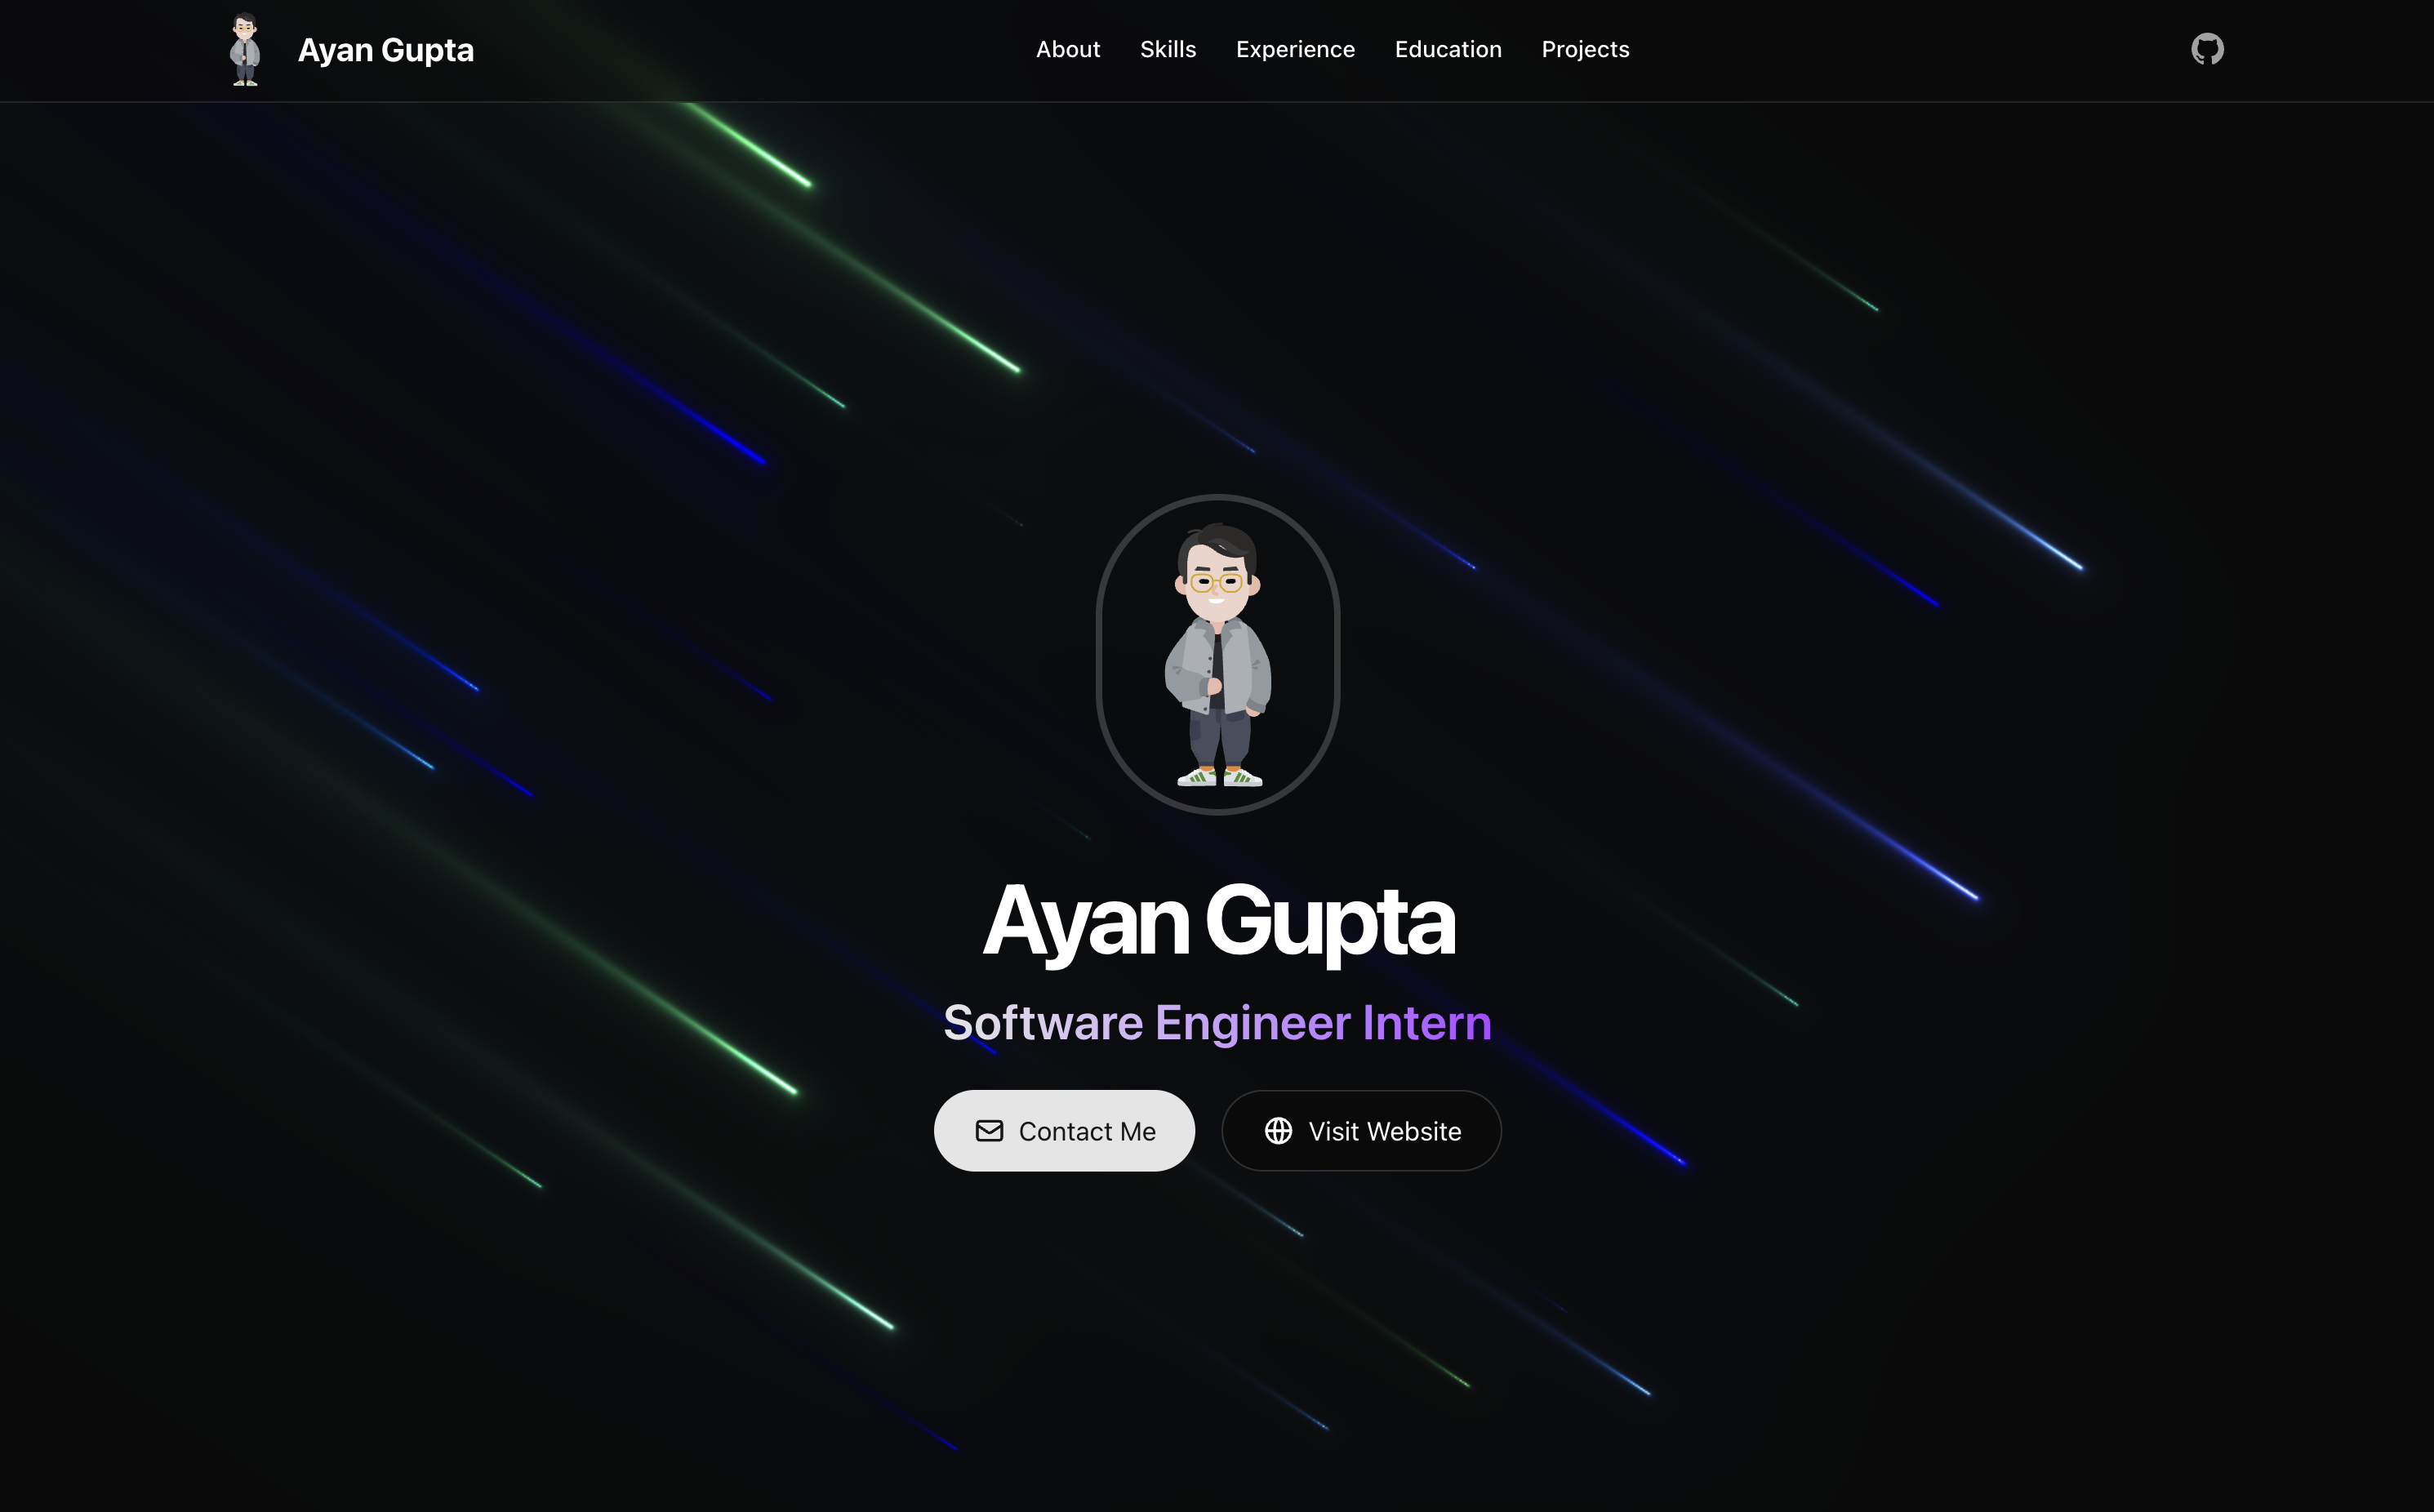 Ayan Gupta
About Skills Experience Education Projects
Ayan Gupta
Software Engineer Intern
Contact Me
Visit Website